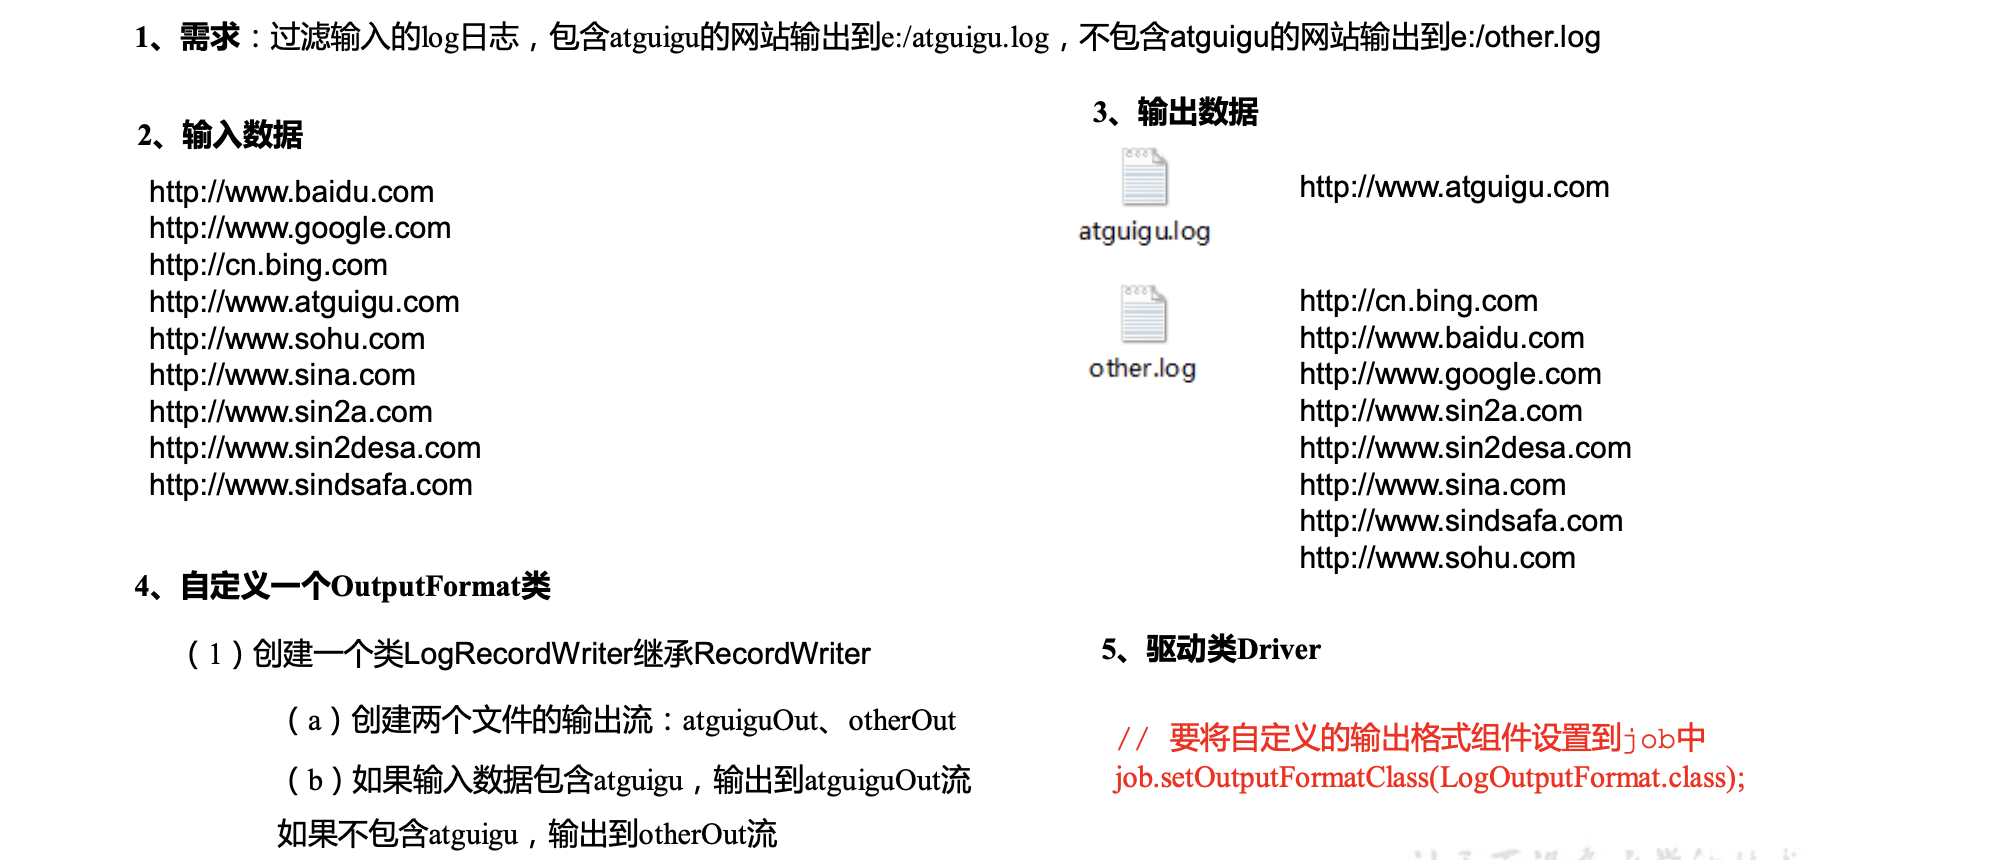 1、需求：过滤输入的log日志，包含atguigu的网站输出到e:/atguigu.log，不包含atguigu的网站输出到e:/other.log
2、输入数据
http://www.baidu.com
http://www.google.com
http://cn.bing.com
http://www.atguigu.com
http://www.sohu.com
http://www.sina.com
http://www.sin2a.com
http://www.sin2desa.com
http://www.sindsafa.com
3、输出数据
atguigu.log
http://www.atguigu.com
other.log
http://cn.bing.com
http://www.baidu.com
http://www.google.com
http://www.sin2a.com
http://www.sin2desa.com
http://www.sina.com
http://www.sindsafa.com
http://www.sohu.com
4、自定义一个OutputFormat类
（1）创建一个类LogRecordWriter继承RecordWriter
（a）创建两个文件的输出流：atguiguOut、otherOut
（b）如果输入数据包含atguigu，输出到atguiguOut流
如果不包含atguigu，输出到otherOut流
5、驱动类Driver
// 要将自定义的输出格式组件设置到job中
job.setOutputFormatClass(LogOutputFormat.class);